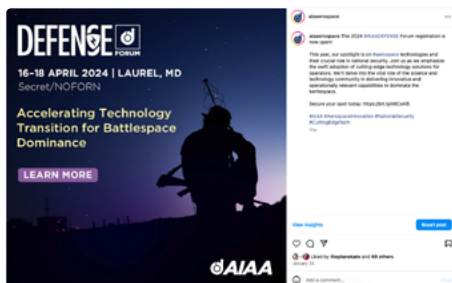 DEFENSE
FORUM
16–18 APRIL 2024 | LAUREL, MD
Secret/NOFORN
Accelerating Technology
Transition for Battlespace
Dominance
LEARN MORE
AIAA
aiaaerospace
aiaaerospace The 2024 #AIAADEFENSE Forum registration is
now open!
This year, our spotlight is on #aerospace technologies and
their crucial role in national security. Join us as we emphasize
the swift adoption of cutting-edge technology solutions for
operators. We'll delve into the vital role of the science and
technology community in delivering innovative and
operationally relevant capabilities to dominate the
battlespace.
Secure your spot today:
#AIAA #AerospaceInnovation #NationalSecurity
#CuttingEdgeTech
View insights
Boost post
Liked by theplanekate and 69 others
January 23
Add a comment...